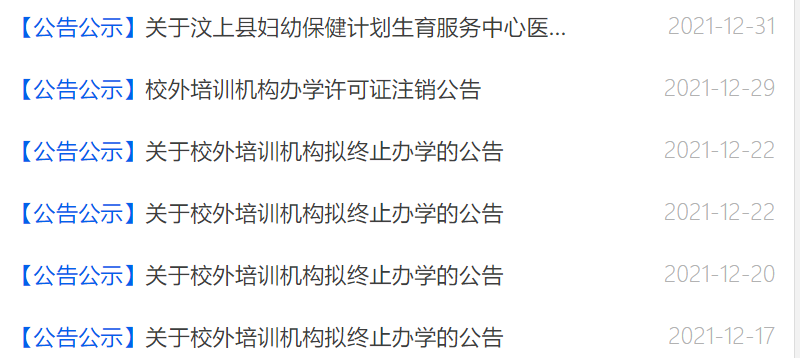 【公告公示】关于汶上县妇幼保健计划生育服务中心医... 2021-12-31
【公告公示】校外培训机构办学许可证注销公告 2021-12-29
【公告公示】关于校外培训机构拟终止办学的公告 2021-12-22
【公告公示】关于校外培训机构拟终止办学的公告 2021-12-22
【公告公示】关于校外培训机构拟终止办学的公告 2021-12-20
【公告公示】关于校外培训机构拟终止办学的公告 2021-12-17